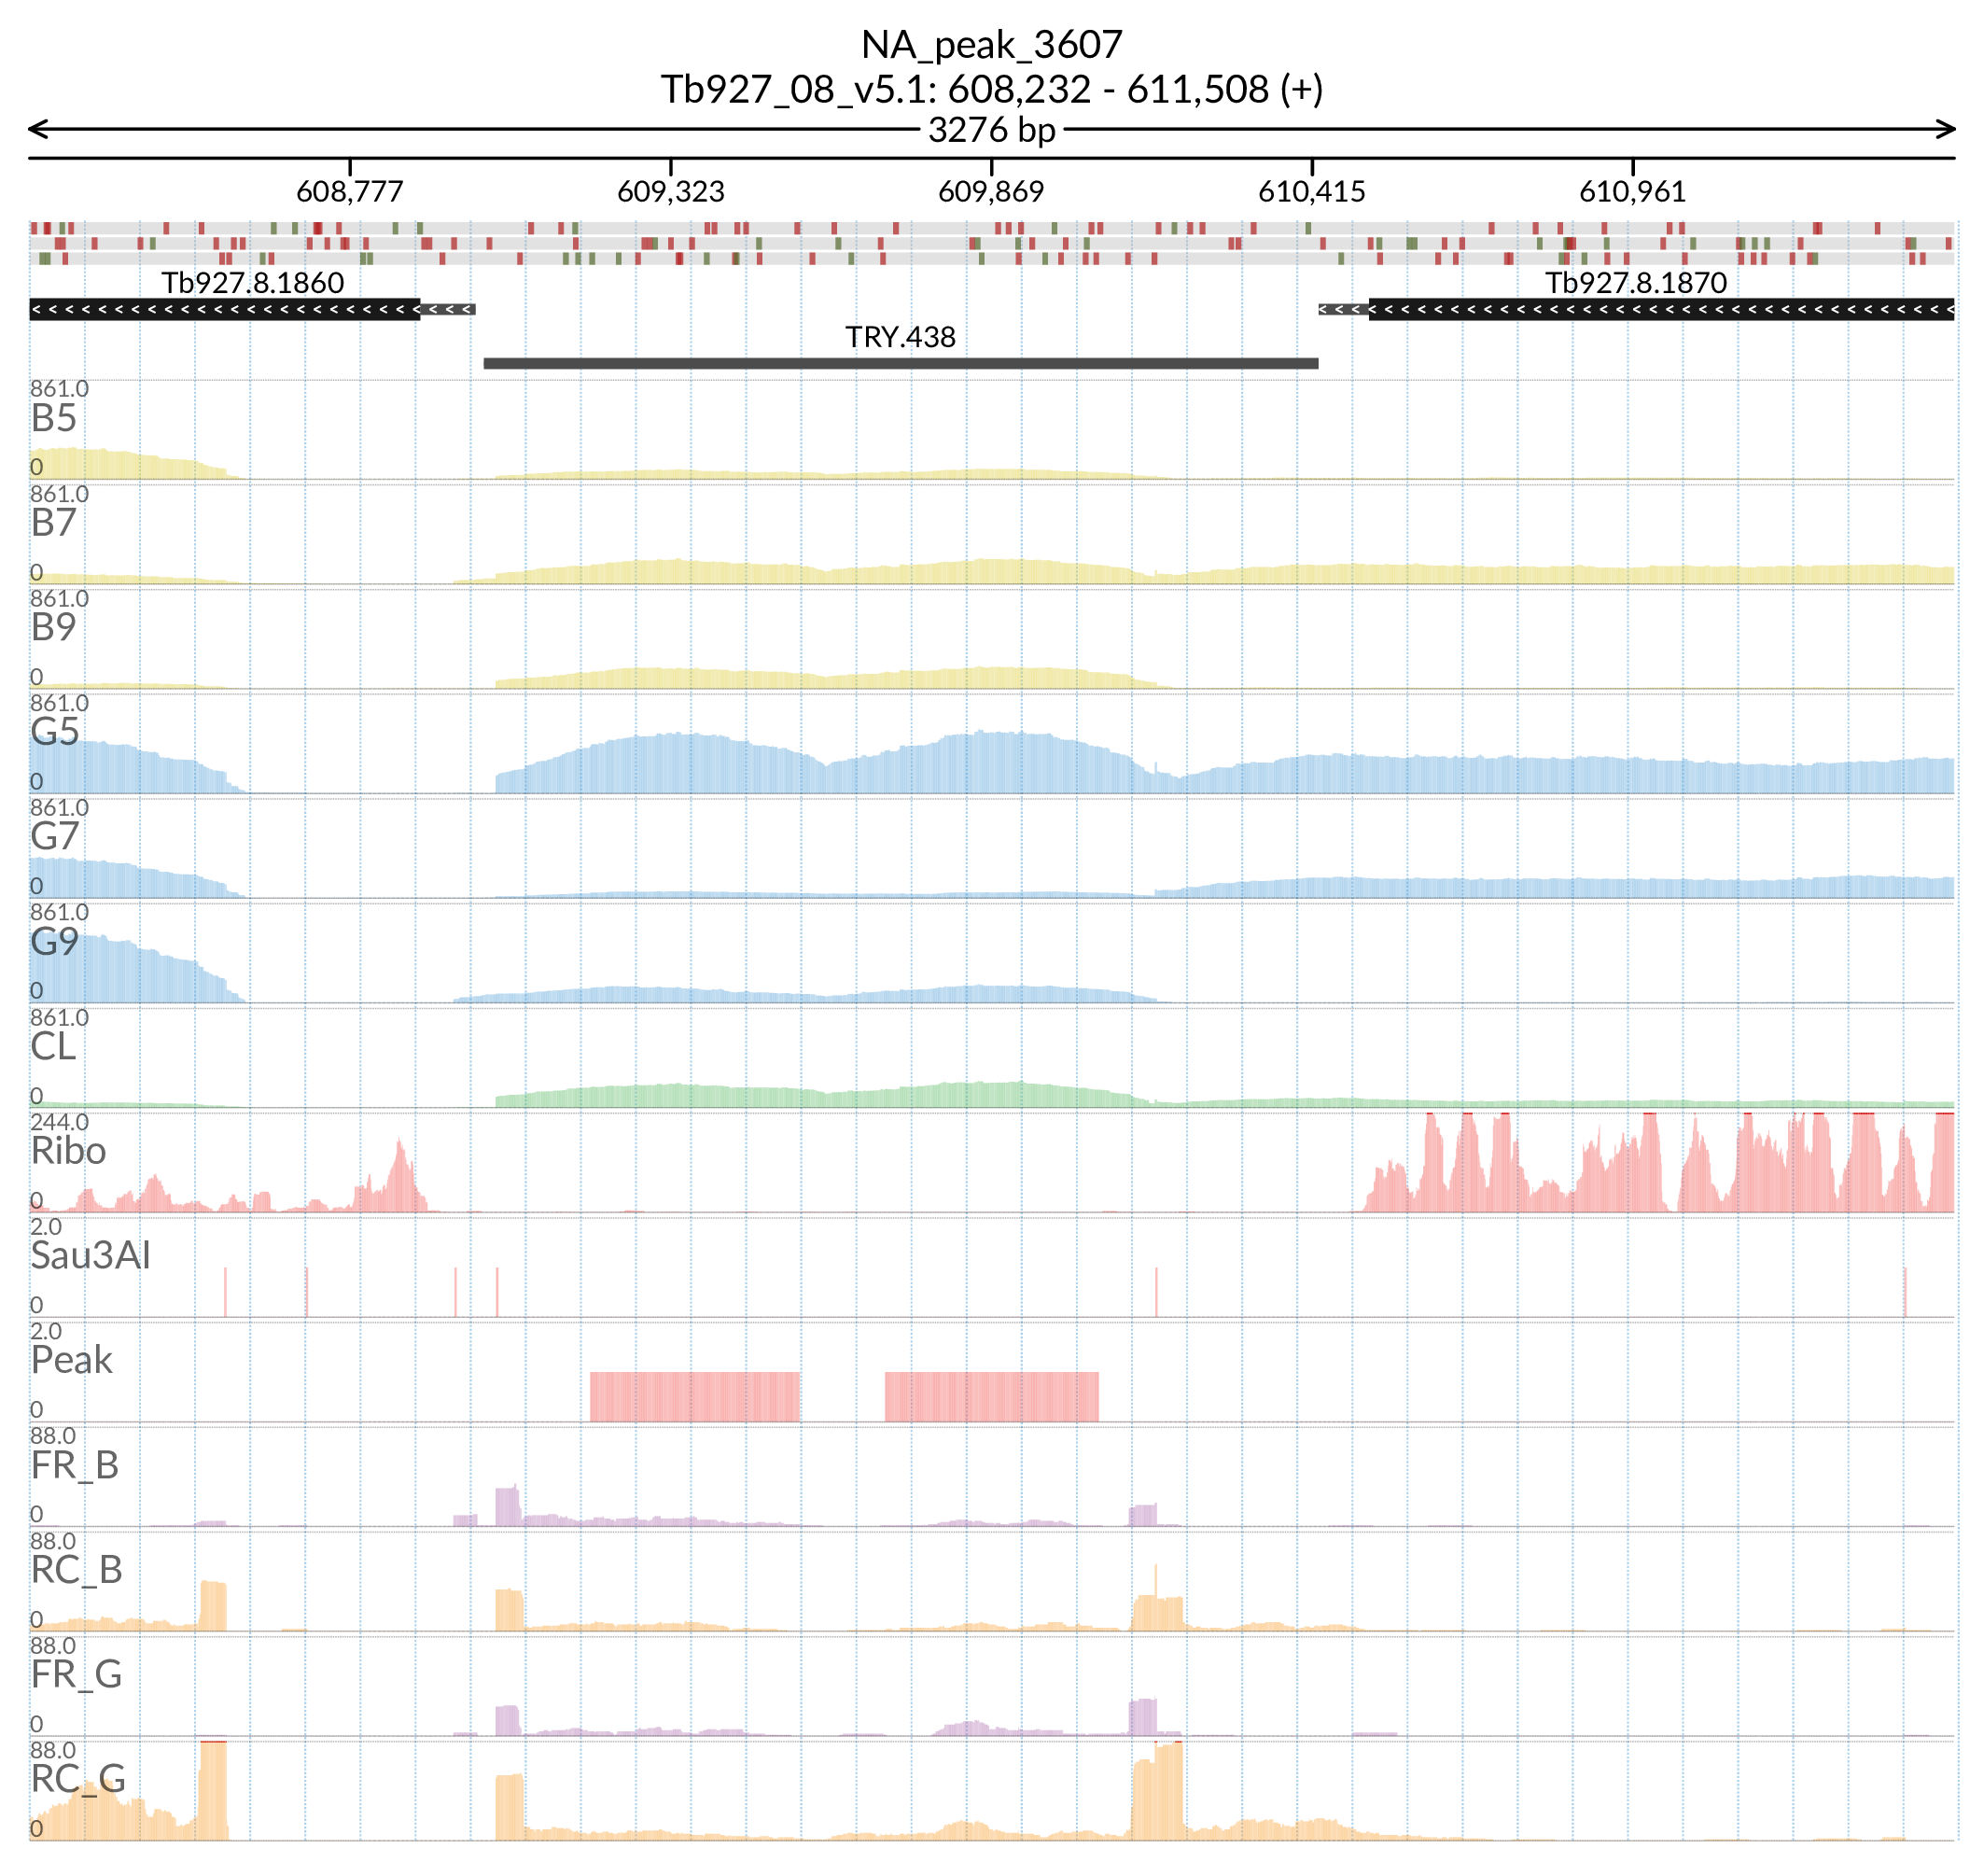 NA_peak_3607
Tb927_08_v5.1: 608,232 - 611,508 (+)
3276 bp
608,777 609,323 609,869 610,415 610,961
Tb927.8.1860 Tb927.8.1870
TRY.438
861.0
B5
0
861.0
B7
0
861.0
B9
0
861.0
G5
0
861.0
G7
0
861.0
G9
0
861.0
CL
0
244.0
Ribo
0
2.0
Sau3AI
0
2.0
Peak
0
88.0
FR_B
0
88.0
RC_B
0
88.0
FR_G
0
88.0
RC_G
0